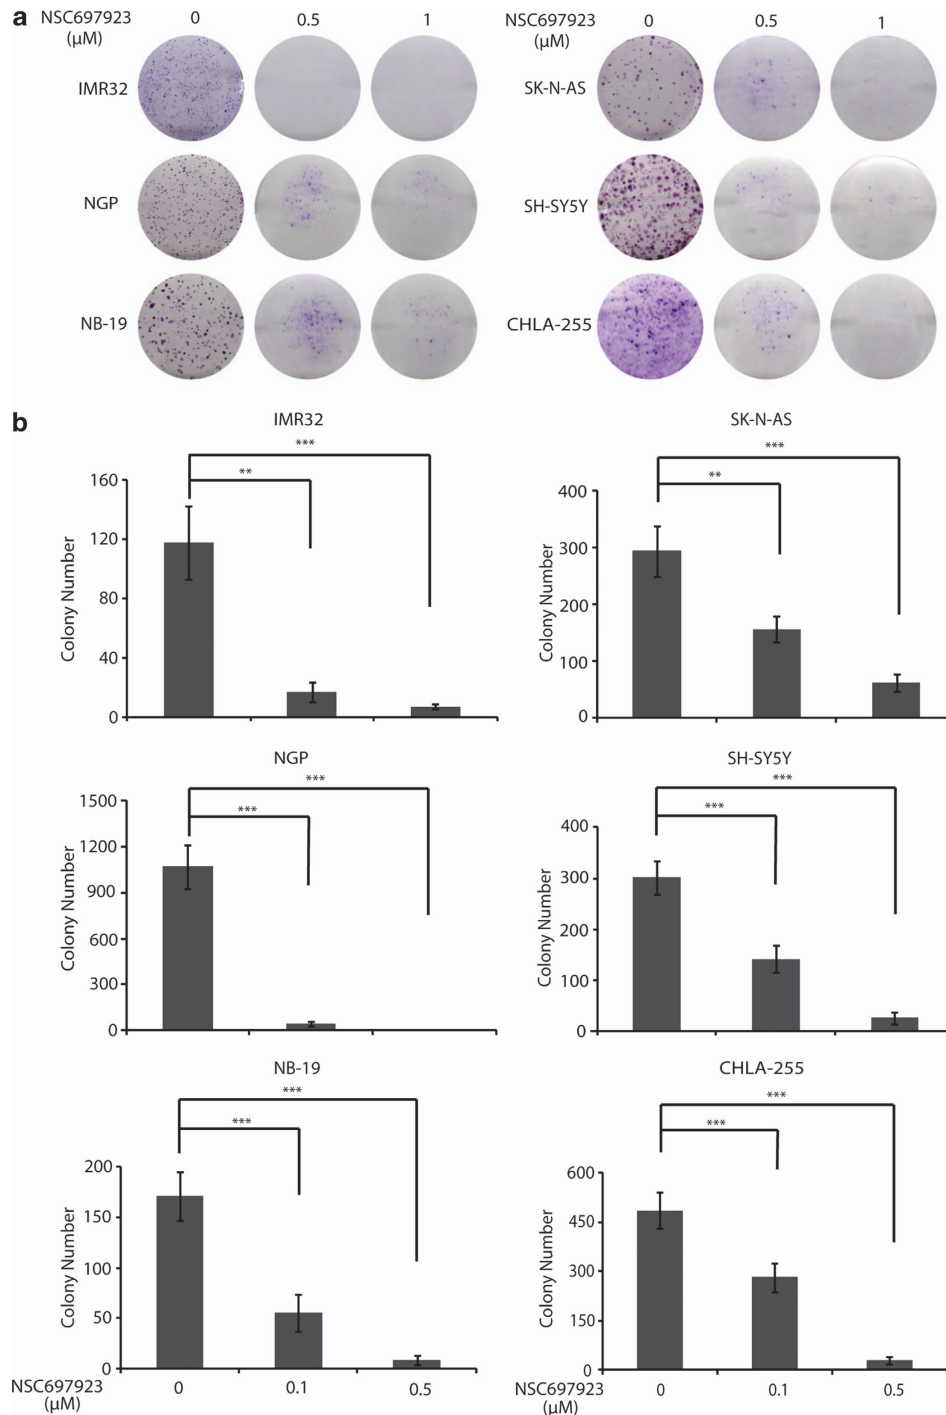 a
NSC697923 (μM) 0 0.5 1
IMR32
NGP
NB-19
NSC697923 (μM) 0 0.5 1
SK-N-AS
SH-SY5Y
CHLA-255
b
IMR32
***
**
Colony Number
160
120
80
40
0
SK-N-AS
***
**
Colony Number
400
300
200
100
0
NGP
***
***
Colony Number
1500
1200
900
600
300
0
SH-SY5Y
***
***
Colony Number
400
300
200
100
0
NB-19
***
***
Colony Number
200
150
100
50
0
NSC697923 (μM) 0 0.1 0.5
CHLA-255
***
***
Colony Number
600
450
300
150
0
NSC697923 (μM) 0 0.1 0.5